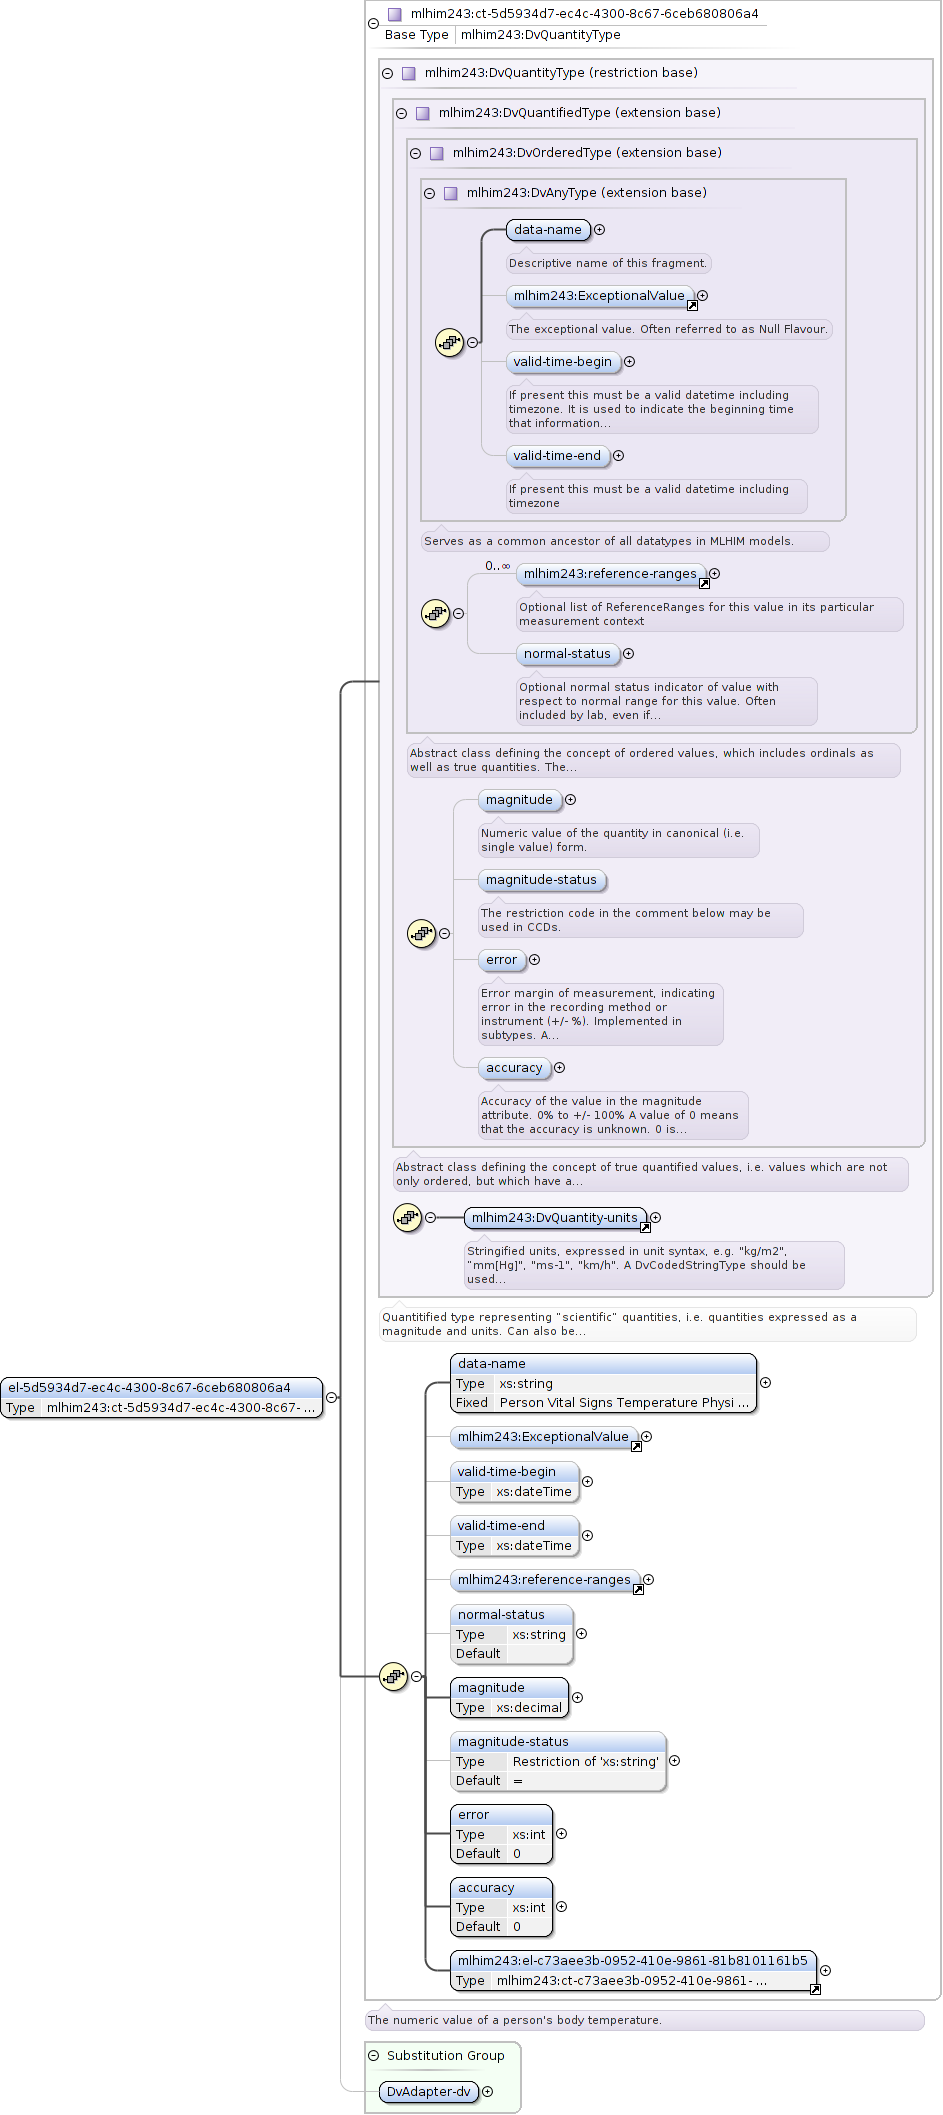 mlhim243:ct-5d5934d7-ec4c-4300-8c67-6ceb680806a4
Base Type mlhim243:DvQuantityType
mlhim243:DvQuantityType (restriction base)
mlhim243:DvQuantifiedType (extension base)
mlhim243:DvOrderedType (extension base)
mlhim243:DvAnyType (extension base)
data-name
Descriptive name of this fragment.
mlhim243:ExceptionalValue
The exceptional value. Often referred to as Null Flavour.
valid-time-begin
If present this must be a valid datetime including
timezone. It is used to indicate the beginning time
that information...
valid-time-end
If present this must be a valid datetime including
timezone
Serves as a common ancestor of all datatypes in MLHIM models.
0..∞
mlhim243:reference-ranges
Optional list of ReferenceRanges for this value in its particular
measurement context
normal-status
Optional normal status indicator of value with
respect to normal range for this value. Often
included by lab, even if...
Abstract class defining the concept of ordered values, which includes ordinals as
well as true quantities. The...
magnitude
Numeric value of the quantity in canonical (i.e.
single value) form.
magnitude-status
The restriction code in the comment below may be
used in CCDs.
error
Error margin of measurement, indicating
error in the recording method or
instrument (+/- %). Implemented in
subtypes. A...
accuracy
Accuracy of the value in the magnitude
attribute. 0% to +/- 100% A value of 0 means
that the accuracy is unknown. 0 is...
Abstract class defining the concept of true quantified values, i.e. values which are not
only ordered, but which have a...
mlhim243:DvQuantity-units
Stringified units, expressed in unit syntax, e.g. "kg/m2",
"mm[Hg]", "ms-1", "km/h". A DvCodedStringType should be
used...
Quantitified type representing "scientific" quantities, i.e. quantities expressed as a
magnitude and units. Can also be...
el-5d5934d7-ec4c-4300-8c67-6ceb680806a4
Type mlhim243:ct-5d5934d7-ec4c-4300-8c67- ...
data-name
Type xs:string
Fixed Person Vital Signs Temperature Physi ...
mlhim243:ExceptionalValue
valid-time-begin
Type xs:dateTime
valid-time-end
Type xs:dateTime
mlhim243:reference-ranges
normal-status
Type xs:string
Default
magnitude
Type xs:decimal
magnitude-status
Type Restriction of 'xs:string'
Default =
error
Type xs:int
Default 0
accuracy
Type xs:int
Default 0
mlhim243:el-c73aee3b-0952-410e-9861-81b8101161b5
Type mlhim243:ct-c73aee3b-0952-410e-9861- ...
The numeric value of a person's body temperature.
Substitution Group
DvAdapter-dv